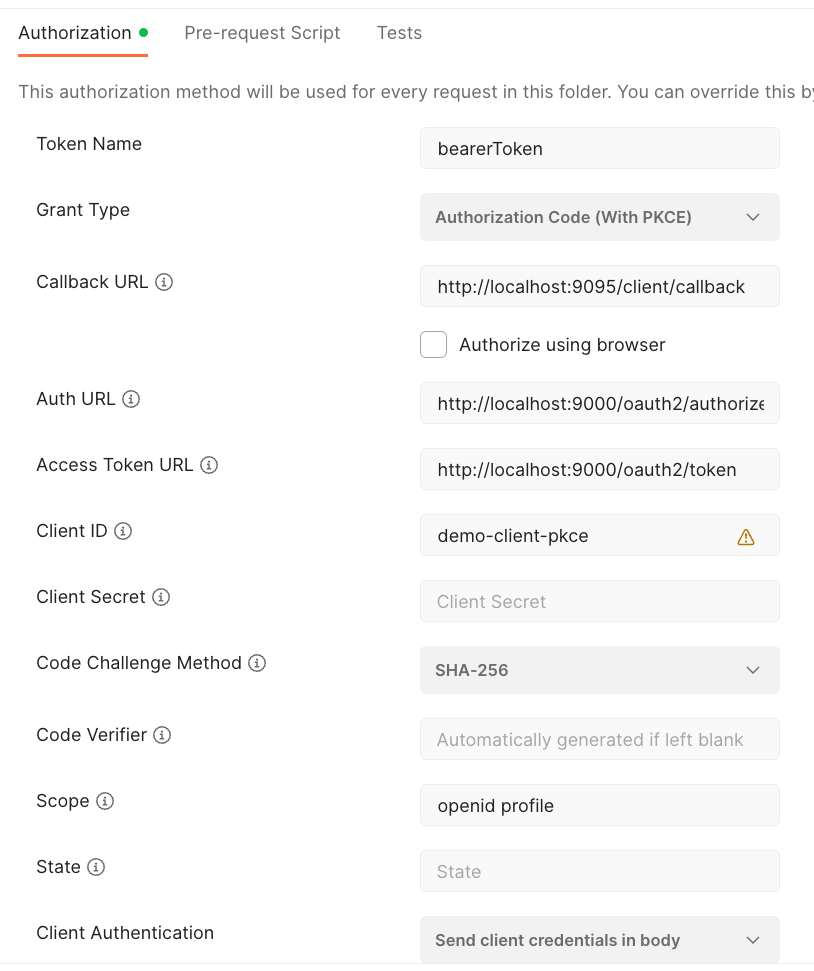 Authorization
Pre-request Script
Tests
This authorization method will be used for every request in this folder. You can override this by
Token Name
bearerToken
Grant Type
Authorization Code (With PKCE)
Callback URL
http://localhost:9095/client/callback
Authorize using browser
Auth URL
http://localhost:9000/oauth2/authorize
Access Token URL
http://localhost:9000/oauth2/token
Client ID
demo-client-pkce
Client Secret
Client Secret
Code Challenge Method
SHA-256
Code Verifier
Automatically generated if left blank
Scope
openid profile
State
State
Client Authentication
Send client credentials in body